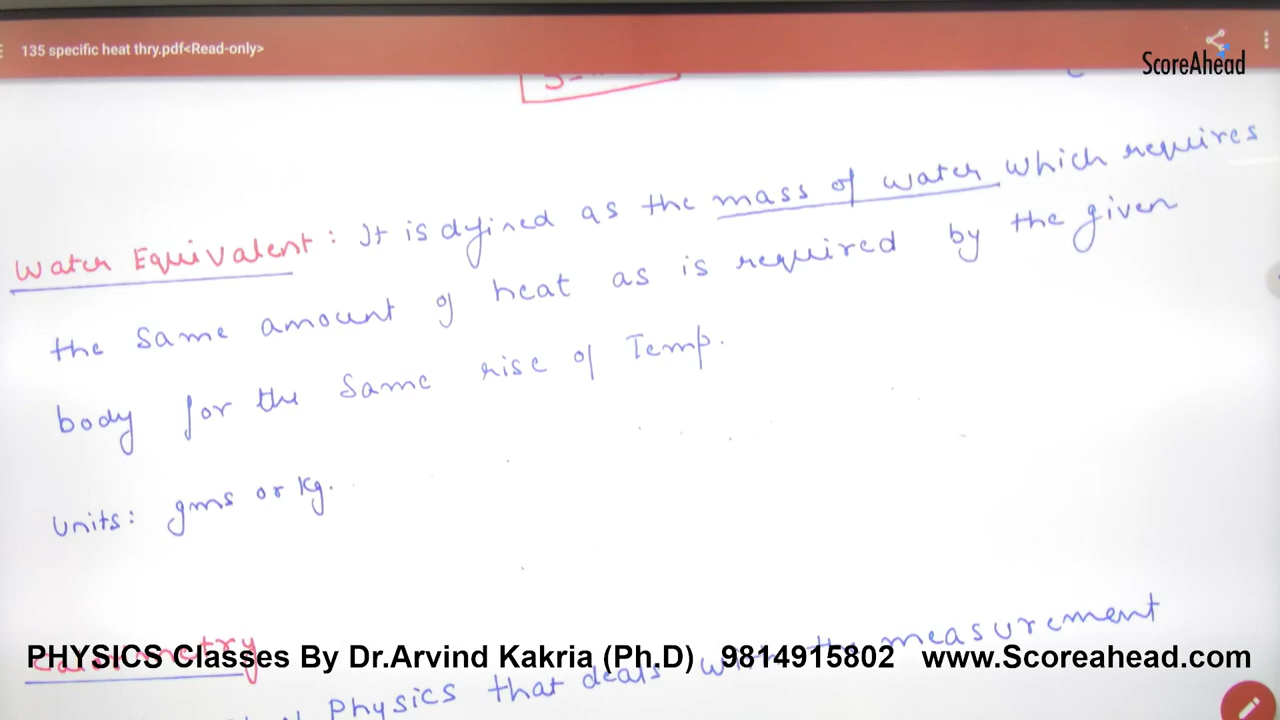 135 specific heat thry.pdf<Read-only>
ScoreAhead
Water Equivalent: It is defined as the mass of water which requires
the same amount of heat as is required by the given
body for the same rise of Temp.
Units: gms or Kg.
Calorimetry
Physics that deals with the measurement
PHYSICS Classes By Dr.Arvind Kakria (Ph.D) 9814915802 www.Scoreahead.com